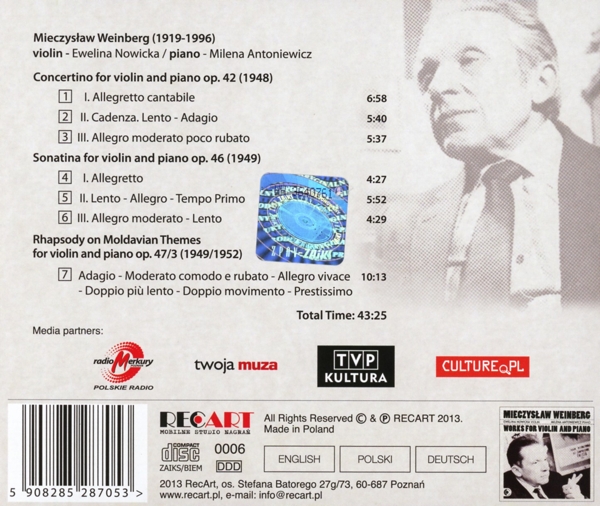 Mieczysław Weinberg (1919-1996)
violin - Ewelina Nowicka / piano - Milena Antoniewicz
Concertino for violin and piano op. 42 (1948)
1 I. Allegretto cantabile 6:58
2 II. Cadenza. Lento - Adagio 5:40
3 III. Allegro moderato poco rubato 5:37
Sonatina for violin and piano op. 46 (1949)
4 I. Allegretto 4:27
5 II. Lento - Allegro - Tempo Primo 5:52
6 III. Allegro moderato - Lento 4:29
Rhapsody on Moldavian Themes
for violin and piano op. 47/3 (1949/1952)
7 Adagio - Moderato comodo e rubato - Allegro vivace 10:13
- Doppio più lento - Doppio movimento - Prestissimo
Total Time: 43:25
Media partners:
radio Merkury
POLSKIE RADIO
twoja muza
TVP
KULTURA
CULTURE.PL
RECART
MOBILNE STUDIO NAGRAŃ
All Rights Reserved © & ℗ RECART 2013.
Made in Poland
COMPACT
disc
DIGITAL AUDIO
ZAIKS/BIEM
0006
DDD
ENGLISH
POLSKI
DEUTSCH
2013 RecArt, os. Stefana Batorego 27g/73, 60-687 Poznań
www.recart.pl, e-mail: info@recart.pl
5 908285 287053 >
MIECZYSŁAW WEINBERG
WORKS FOR VIOLIN AND PIANO